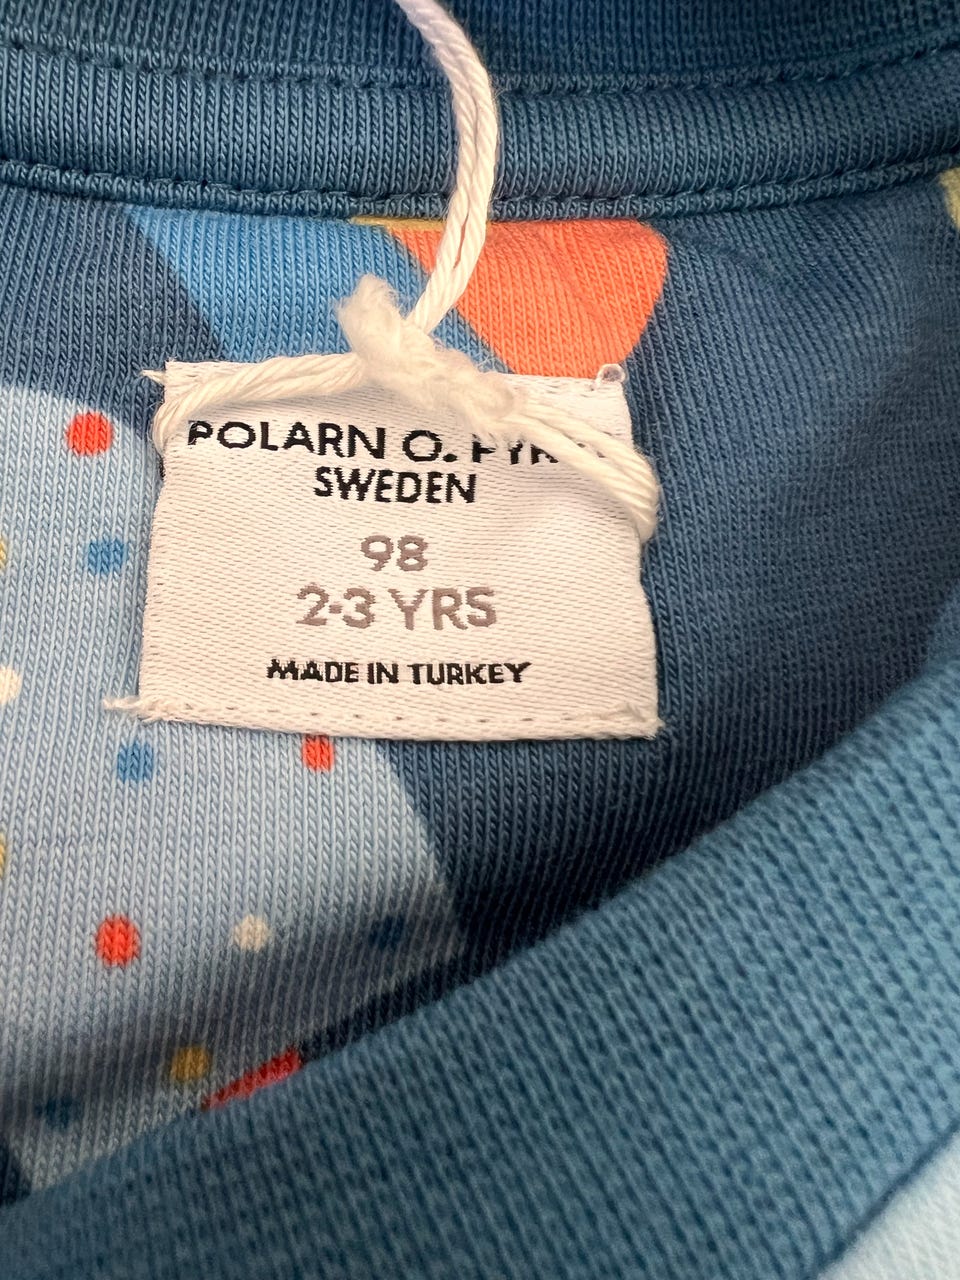 POLARN O.
SWEDEN
98
2-3 YRS
MADE IN TURKEY